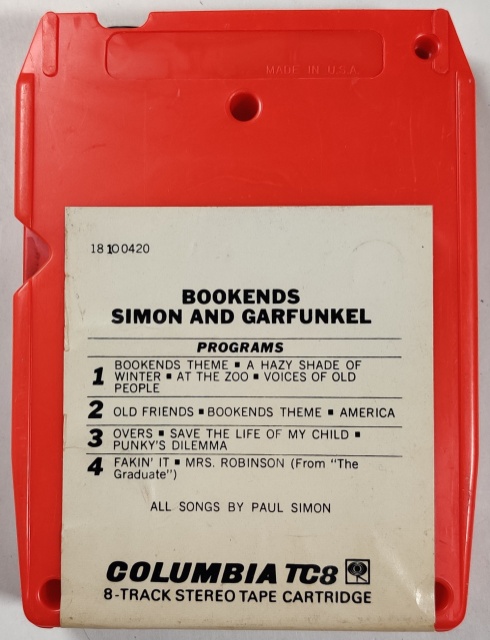 MADE IN U.S.A.
18 10 0420
BOOKENDS
SIMON AND GARFUNKEL
PROGRAMS
1 BOOKENDS THEME ▪ A HAZY SHADE OF
WINTER ▪ AT THE ZOO ▪ VOICES OF OLD
PEOPLE
2 OLD FRIENDS ▪ BOOKENDS THEME ▪ AMERICA
3 OVERS ▪ SAVE THE LIFE OF MY CHILD ▪
PUNKY'S DILEMMA
4 FAKIN' IT ▪ MRS. ROBINSON (From "The
Graduate")
ALL SONGS BY PAUL SIMON
COLUMBIA TC8
8-TRACK STEREO TAPE CARTRIDGE